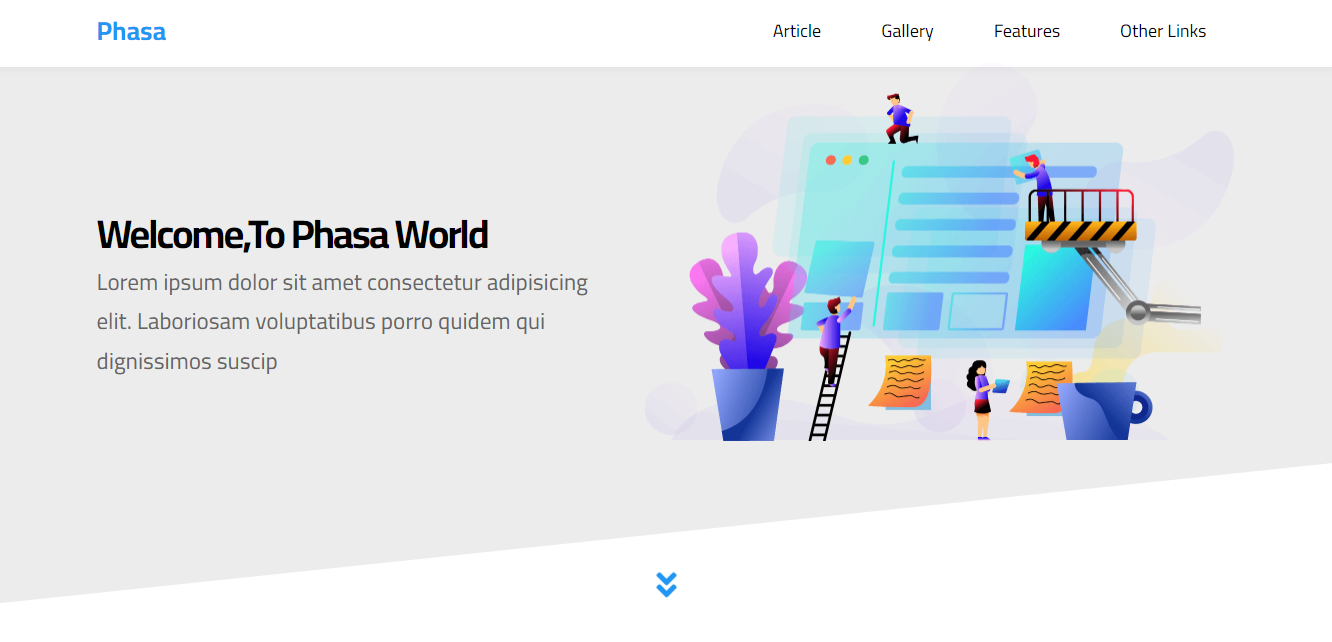 Phasa
Article
Gallery
Features
Other Links
Welcome,To Phasa World
Lorem ipsum dolor sit amet consectetur adipisicing
elit. Laboriosam voluptatibus porro quidem qui
dignissimos suscip